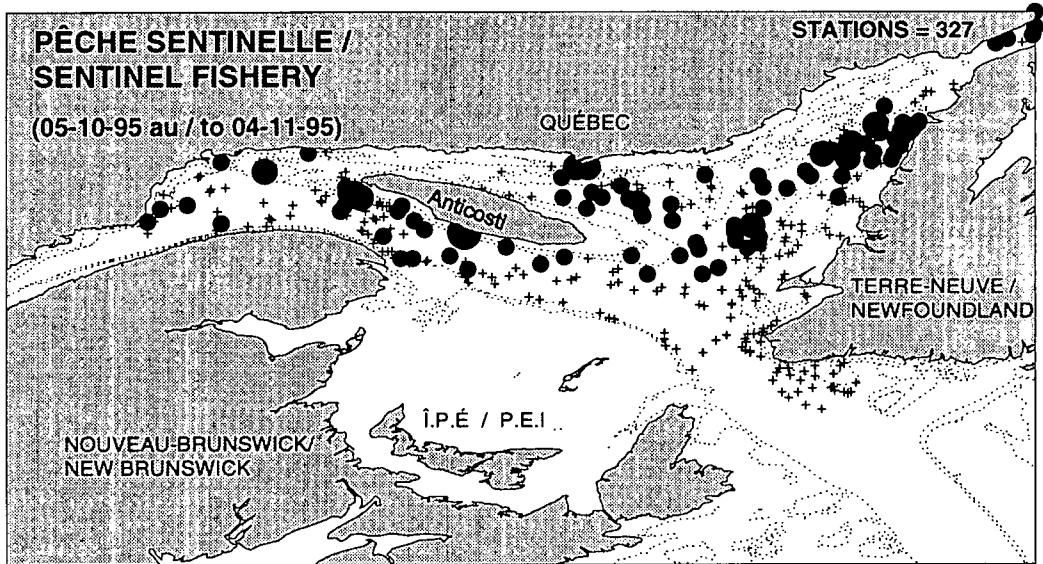 PÊCHE SENTINELLE /
SENTINEL FISHERY
(05-10-95 au / to 04-11-95)
STATIONS = 327
QUÉBEC
Anticosti
TERRE-NEUVE /
NEWFOUNDLAND
Î.P.É / P.E.I ..
NOUVEAU-BRUNSWICK/
NEW BRUNSWICK